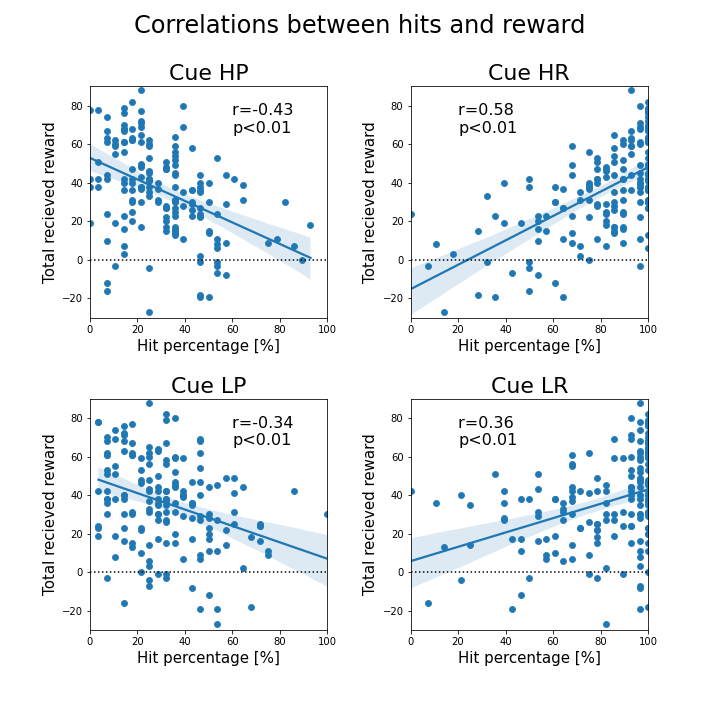 Correlations between hits and reward
Cue HP
Total recieved reward
80
60
40
20
0
−20
r=-0.43
p<0.01
0 20 40 60 80 100
Hit percentage [%]
Cue HR
Total recieved reward
80
60
40
20
0
−20
r=0.58
p<0.01
0 20 40 60 80 100
Hit percentage [%]
Cue LP
Total recieved reward
80
60
40
20
0
−20
r=-0.34
p<0.01
0 20 40 60 80 100
Hit percentage [%]
Cue LR
Total recieved reward
80
60
40
20
0
−20
r=0.36
p<0.01
0 20 40 60 80 100
Hit percentage [%]